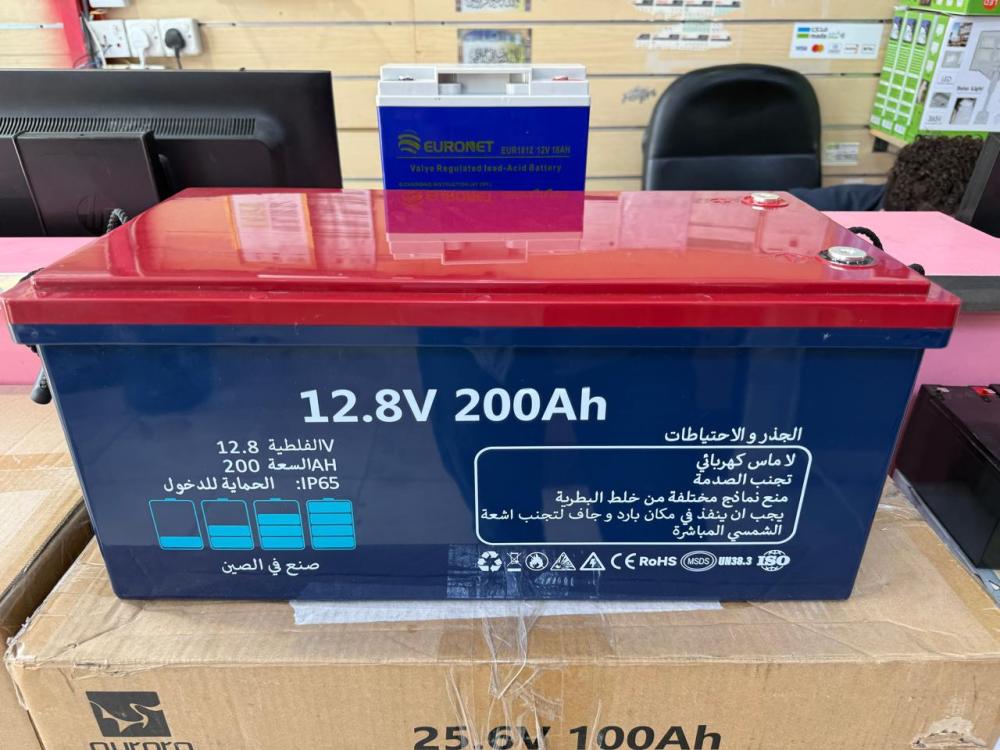 EURONET
EUR1812 12V 18AH
Valve Regulated lead-Acid Battery
12.8V 200Ah
الفلطية 12.8V
السعة 200AH
الحماية للدخول :IP65
صنع في الصين
الجذر و الاحتياطات
لا ماس كهربائي
تجنب الصدمة
منع نماذج مختلفة من خلط البطرية
يجب ان ينفذ في مكان بارد و جاف لتجنب اشعة
الشمسي المباشرة
CE RoHS MSDS UN38.3 ISO
25.6V 100Ah